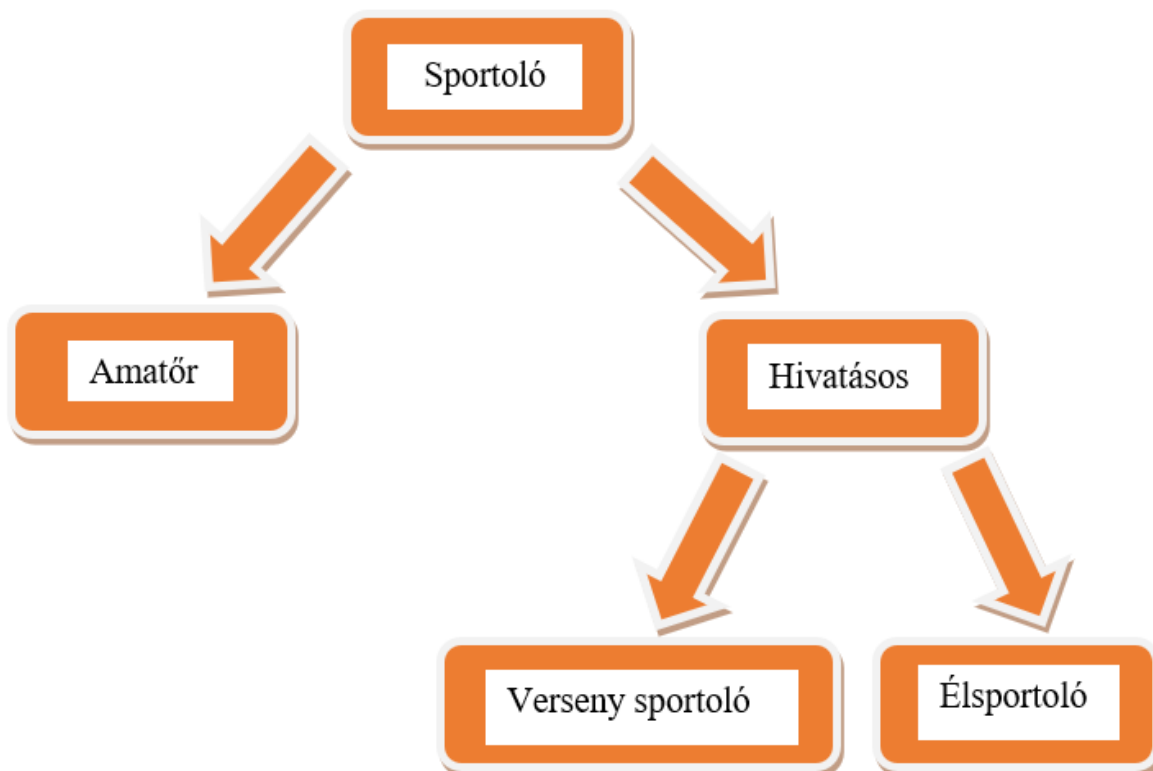 Sportoló
Amatőr
Hivatásos
Verseny sportoló
Élsportoló